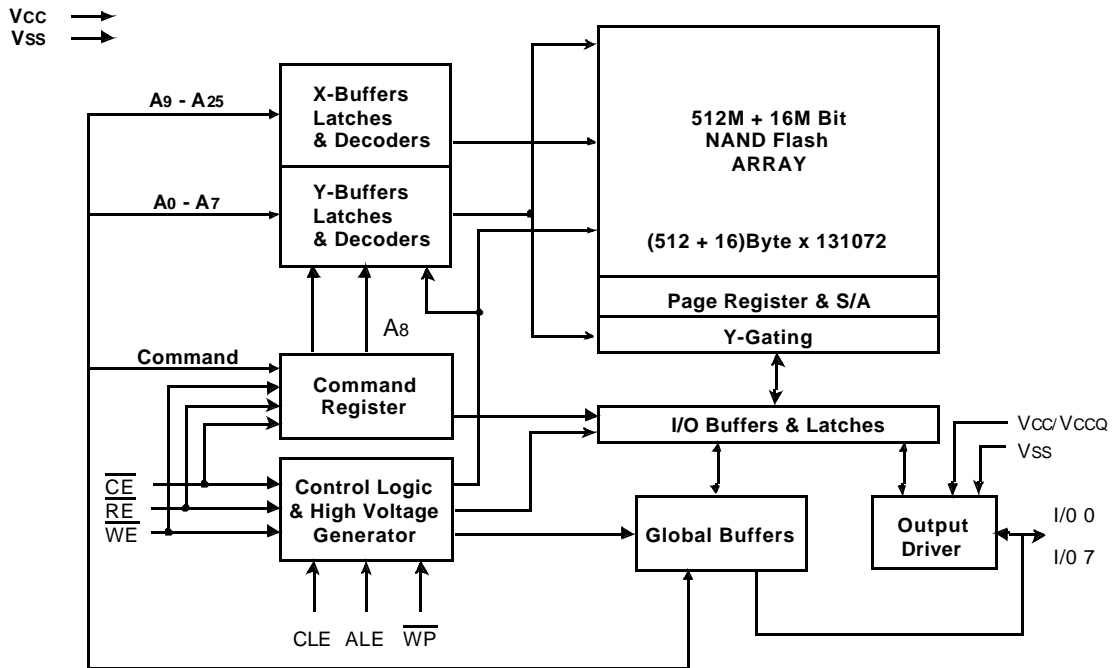 VCC
VSS
A9 - A25
X-Buffers
Latches
& Decoders
512M + 16M Bit
NAND Flash
ARRAY
A0 - A7
Y-Buffers
Latches
& Decoders
(512 + 16)Byte x 131072
Page Register & S/A
Y-Gating
A8
Command
Command
Register
I/O Buffers & Latches
VCC/VCCQ
VSS
CE
RE
WE
Control Logic
& High Voltage
Generator
Global Buffers
Output
Driver
I/0 0
I/0 7
CLE
ALE
WP